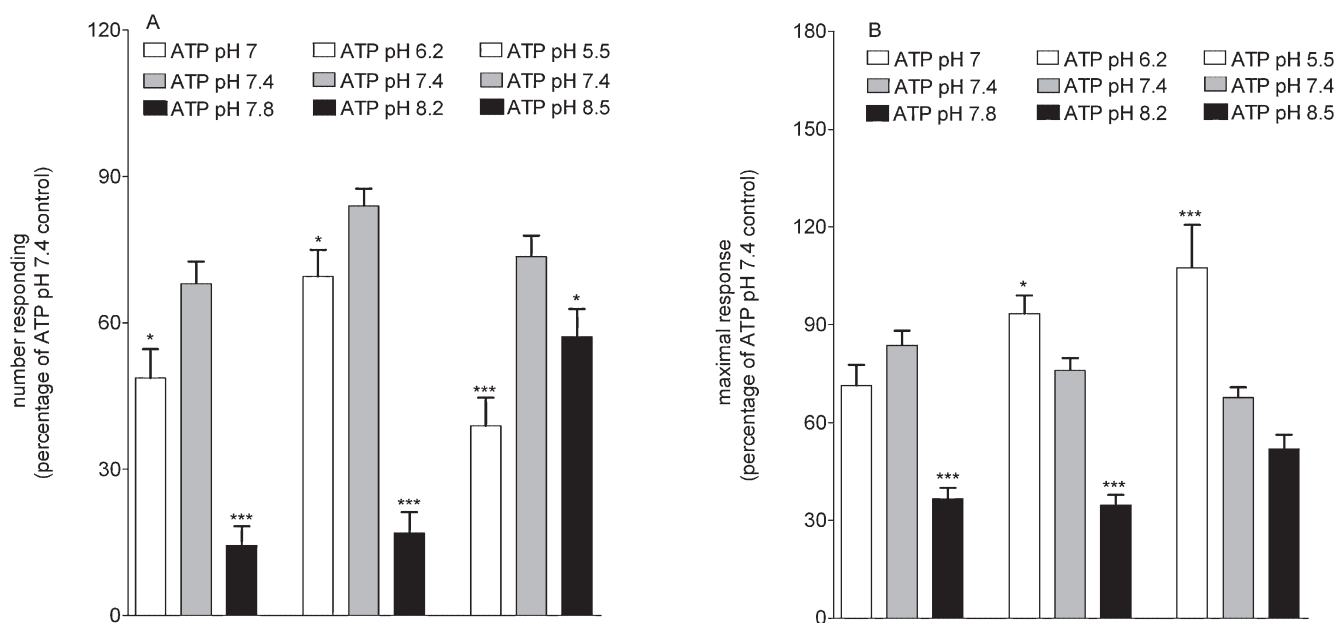 A
120
90
60
30
0
number responding
(percentage of ATP pH 7.4 control)
ATP pH 7 ATP pH 6.2 ATP pH 5.5
ATP pH 7.4 ATP pH 7.4 ATP pH 7.4
ATP pH 7.8 ATP pH 8.2 ATP pH 8.5
*
***
*
***
***
*
B
180
150
120
90
60
30
0
maximal response
(percentage of ATP pH 7.4 control)
ATP pH 7 ATP pH 6.2 ATP pH 5.5
ATP pH 7.4 ATP pH 7.4 ATP pH 7.4
ATP pH 7.8 ATP pH 8.2 ATP pH 8.5
***
*
***
***